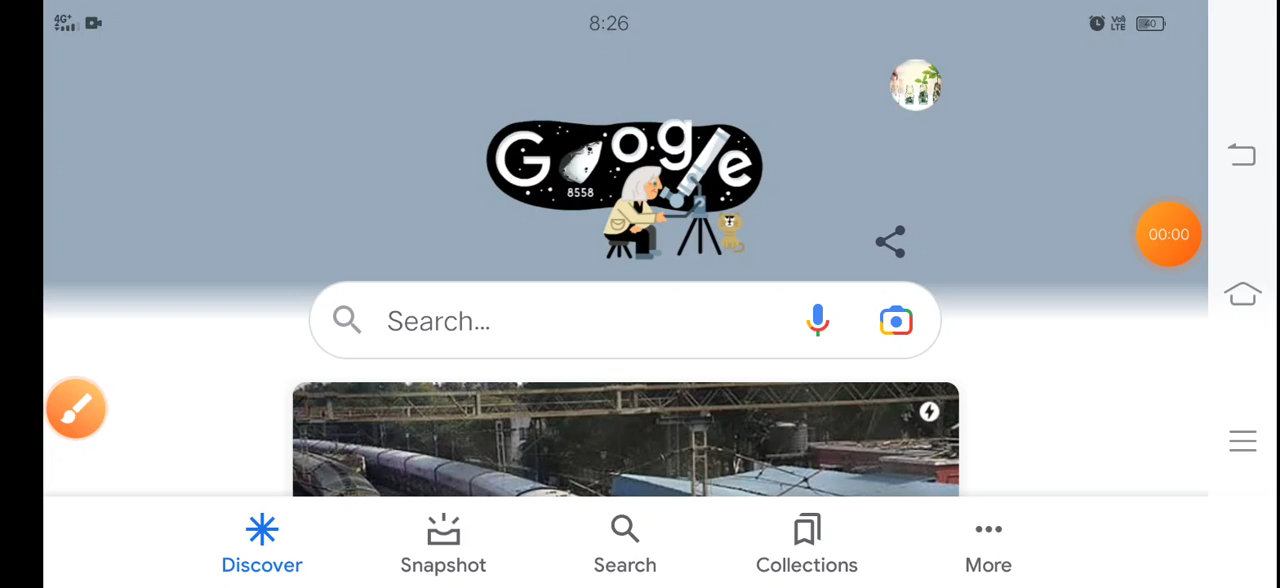 4G+
8:26
Vo)
LTE
40
Google
8558
00:00
Search...
Discover
Snapshot
Search
Collections
More